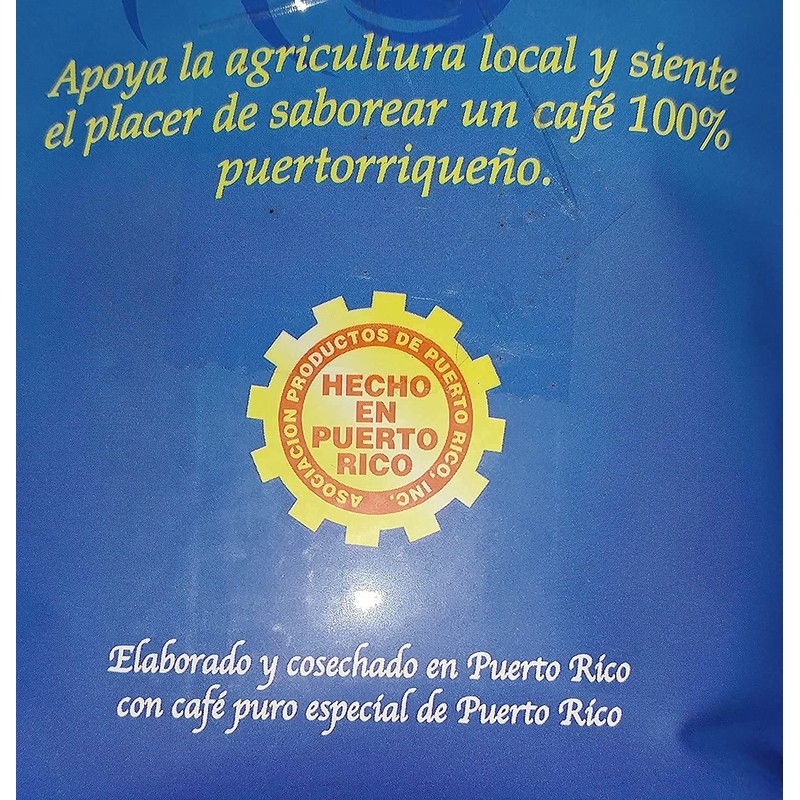 Apoya la agricultura local y siente
el placer de saborear un café 100%
puertorriqueño.
ASOCIACION PRODUCTOS DE PUERTO RICO, INC.
HECHO
EN
PUERTO
RICO
Elaborado y cosechado en Puerto Rico
con café puro especial de Puerto Rico